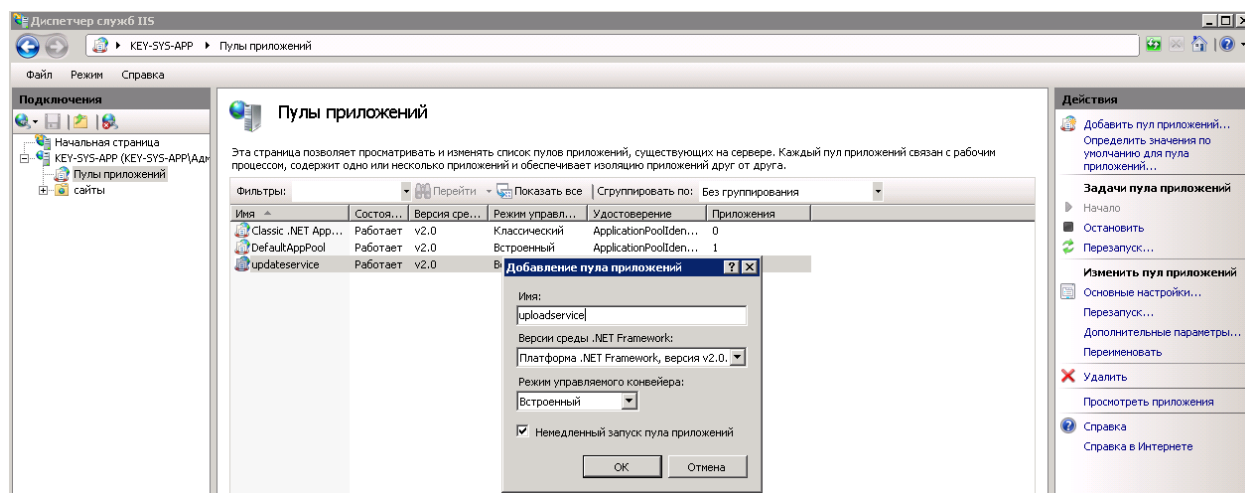 Диспетчер служб IIS
KEY-SYS-APP Пулы приложений
Файл Режим Справка
Подключения
Начальная страница
KEY-SYS-APP (KEY-SYS-APP\Адм
Пулы приложений
сайты
Пулы приложений
Эта страница позволяет просматривать и изменять список пулов приложений, существующих на сервере. Каждый пул приложений связан с рабочим
процессом, содержит одно или несколько приложений и обеспечивает изоляцию приложений друг от друга.
Фильтры: Перейти Показать все Сгруппировать по: Без группирования
Имя Состоя... Версия сре... Режим управл... Удостоверение Приложения
Classic .NET App... Работает v2.0 Классический ApplicationPoolIden... 0
DefaultAppPool Работает v2.0 Встроенный ApplicationPoolIden... 1
updateservice Работает v2.0
Добавление пула приложений
Имя:
uploadservice
Версии среды .NET Framework:
Платформа .NET Framework, версия v2.0.
Режим управляемого конвейера:
Встроенный
Немедленный запуск пула приложений
OK Отмена
Действия
Добавить пул приложений...
Определить значения по
умолчанию для пула
приложений...
Задачи пула приложений
Начало
Остановить
Перезапуск...
Изменить пул приложений
Основные настройки...
Перезапуск...
Дополнительные параметры...
Переименовать
Удалить
Просмотреть приложения
Справка
Справка в Интернете